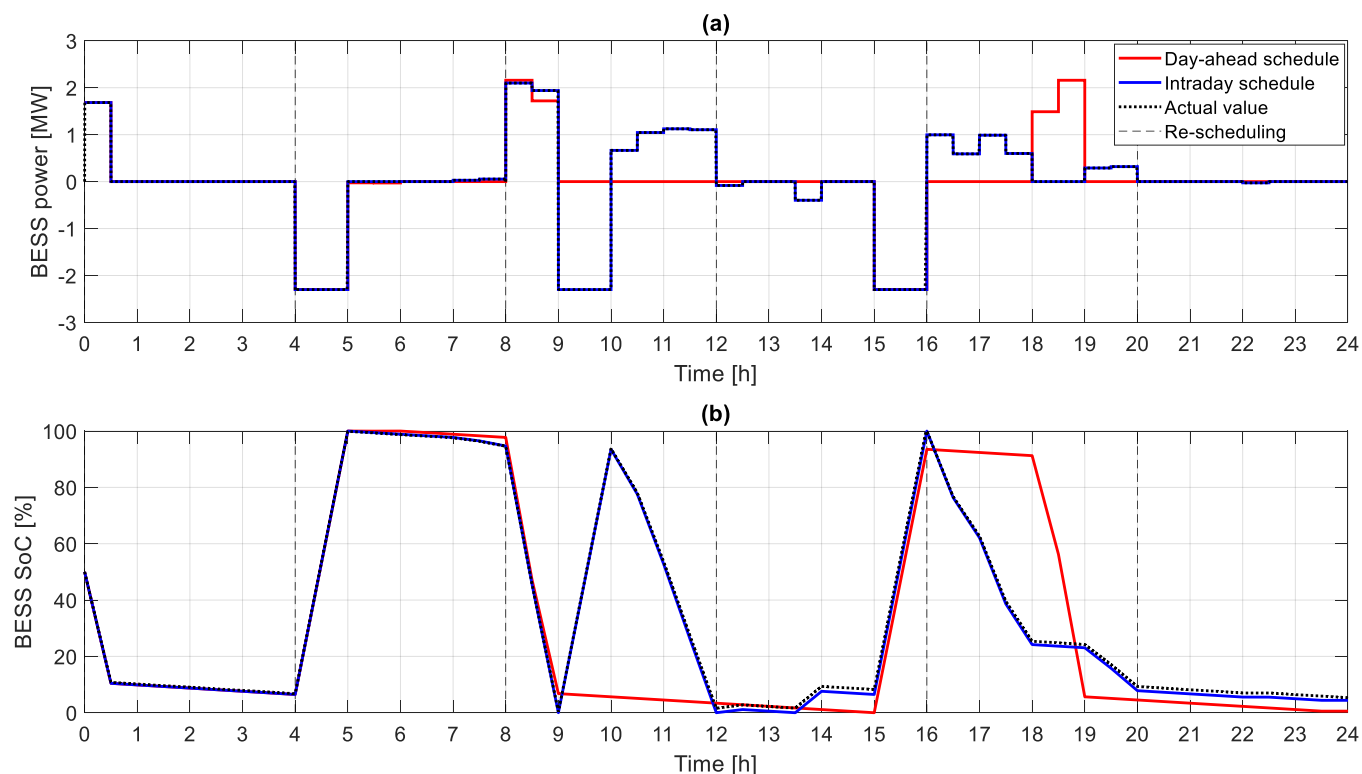 (a)
BESS power [MW]
3
2
1
0
-1
-2
-3
Day-ahead schedule
Intraday schedule
Actual value
Re-scheduling
0 1 2 3 4 5 6 7 8 9 10 11 12 13 14 15 16 17 18 19 20 21 22 23 24
Time [h]
(b)
BESS SoC [%]
100
80
60
40
20
0
0 1 2 3 4 5 6 7 8 9 10 11 12 13 14 15 16 17 18 19 20 21 22 23 24
Time [h]